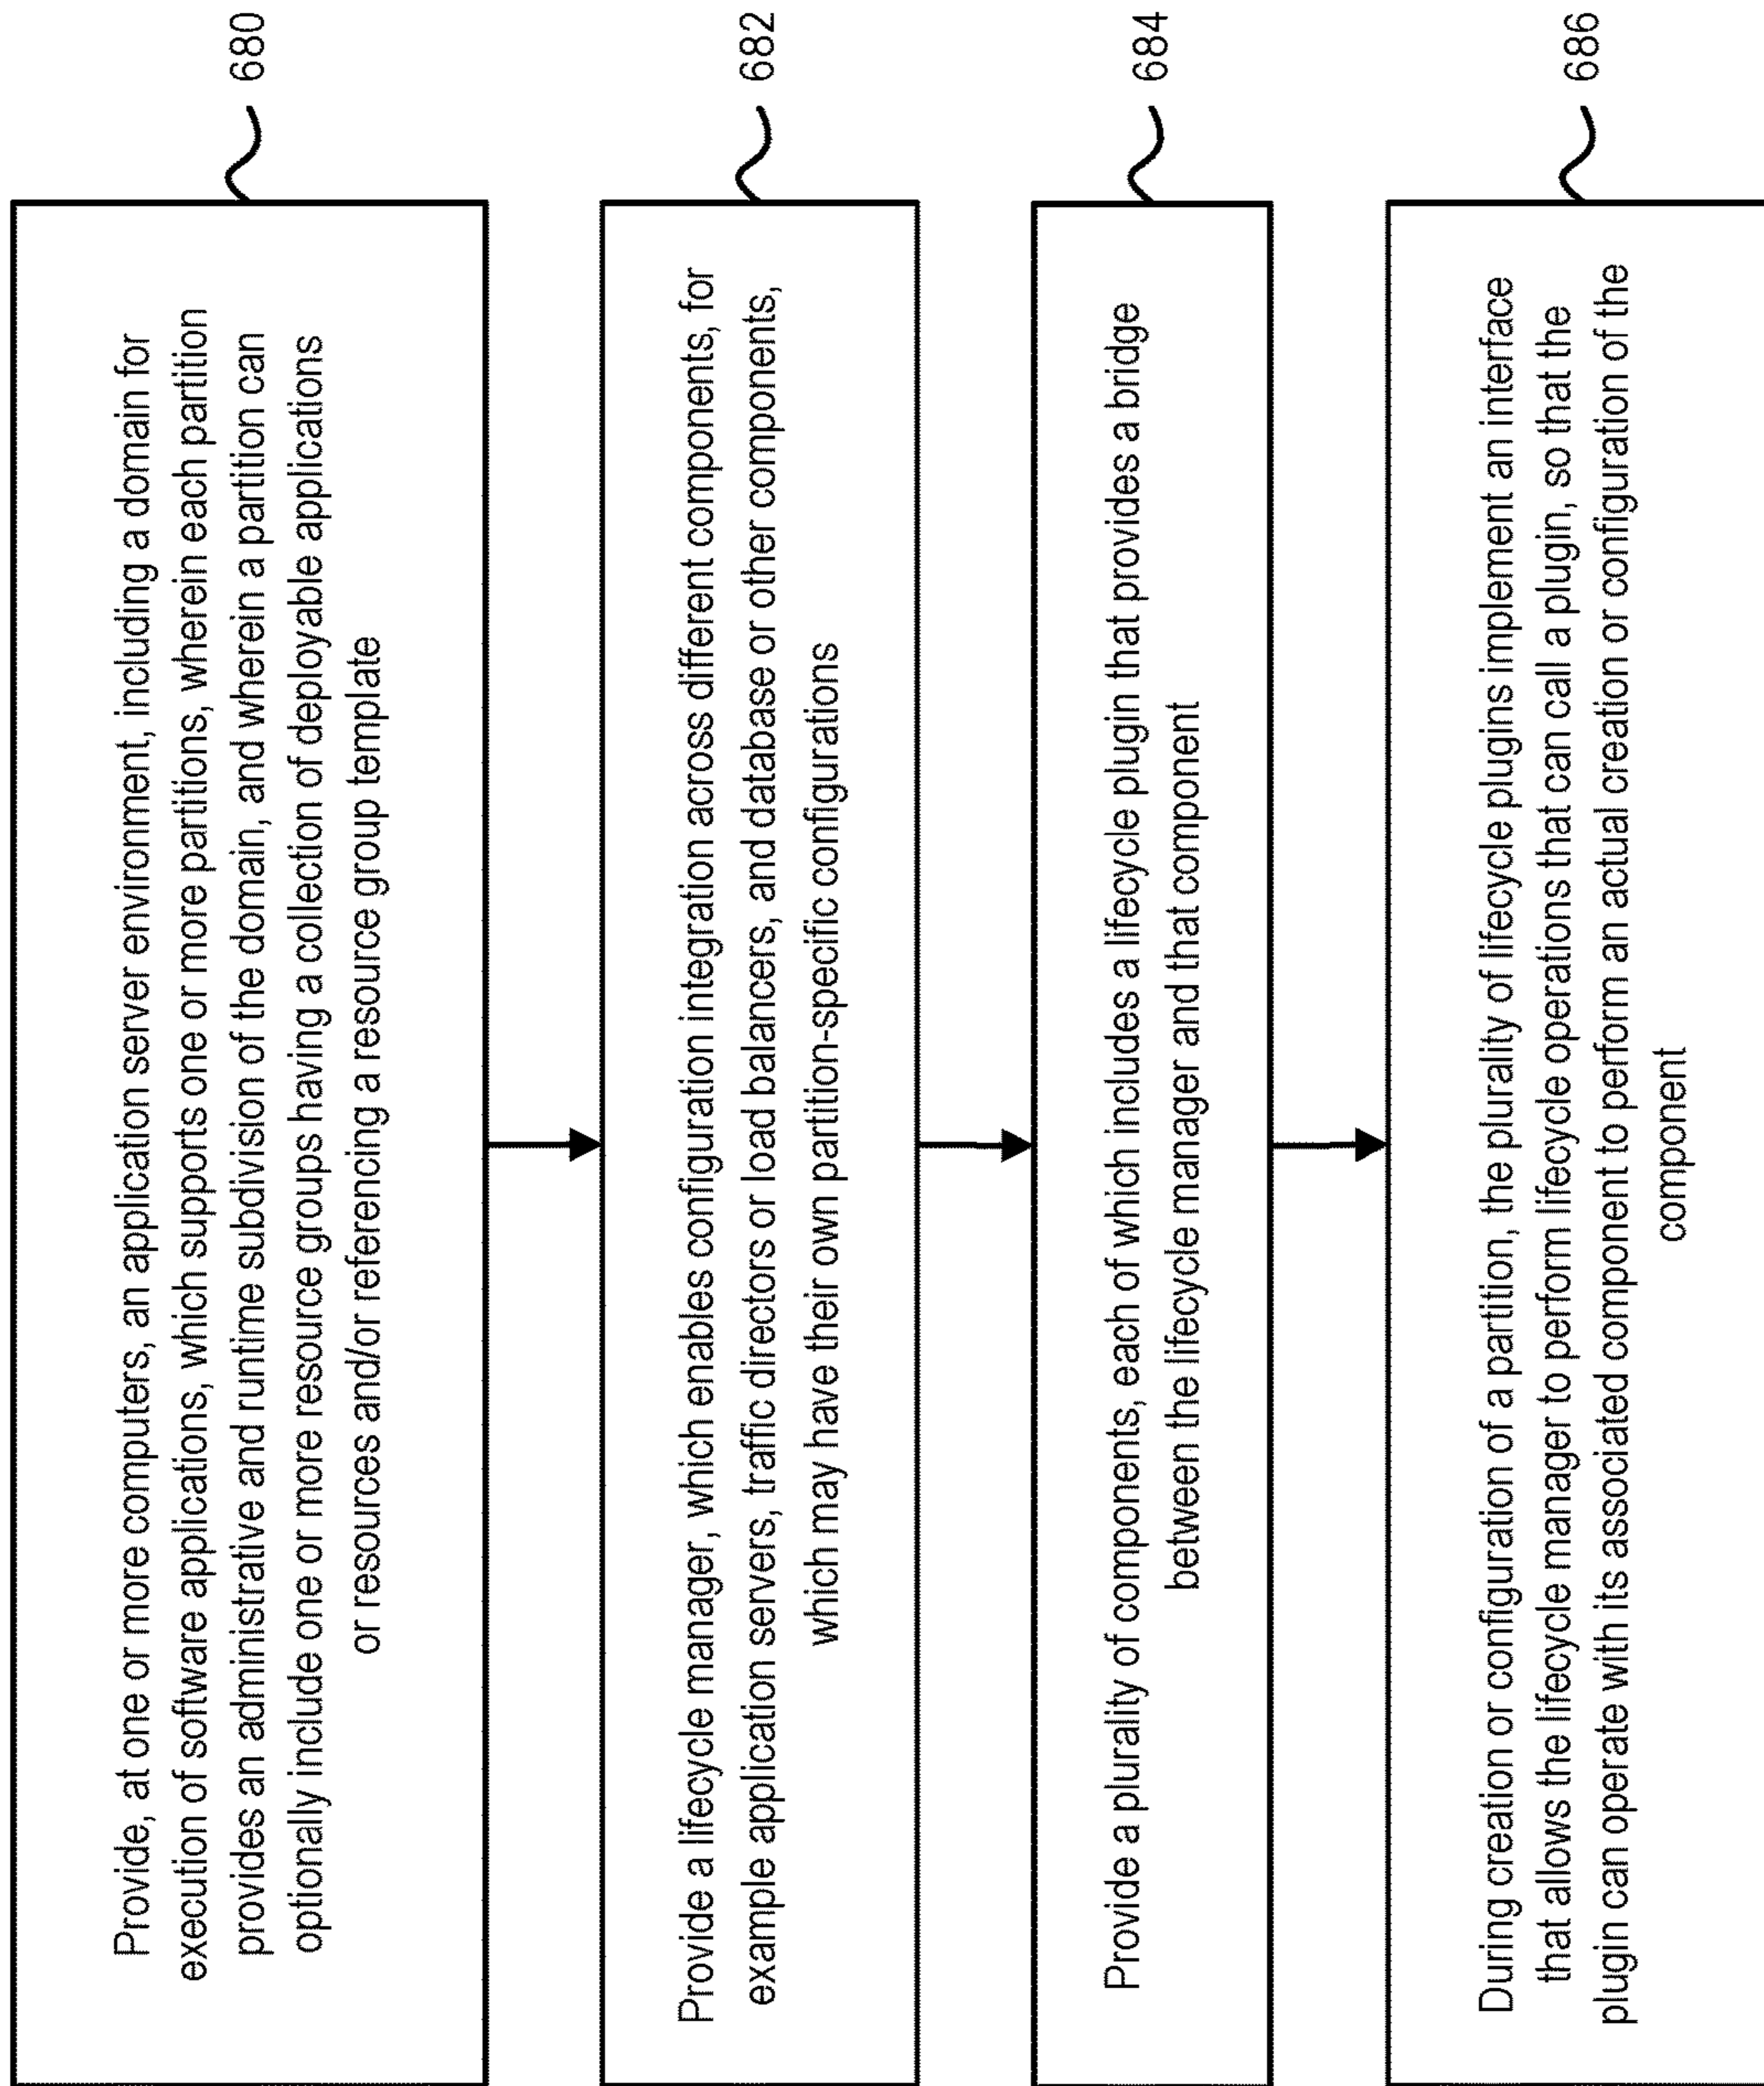 Provide, at one or more computers, an application server environment, including a domain for
execution of software applications, which supports one or more partitions, wherein each partition
provides an administrative and runtime subdivision of the domain, and wherein a partition can
optionally include one or more resource groups having a collection of deployable applications
or resources and/or referencing a resource group template
680
Provide a lifecycle manager, which enables configuration integration across different components, for
example application servers, traffic directors or load balancers, and database or other components,
which may have their own partition-specific configurations
682
Provide a plurality of components, each of which includes a lifecycle plugin that provides a bridge
between the lifecycle manager and that component
684
During creation or configuration of a partition, the plurality of lifecycle plugins implement an interface
that allows the lifecycle manager to perform lifecycle operations that can call a plugin, so that the
plugin can operate with its associated component to perform an actual creation or configuration of the
component
686